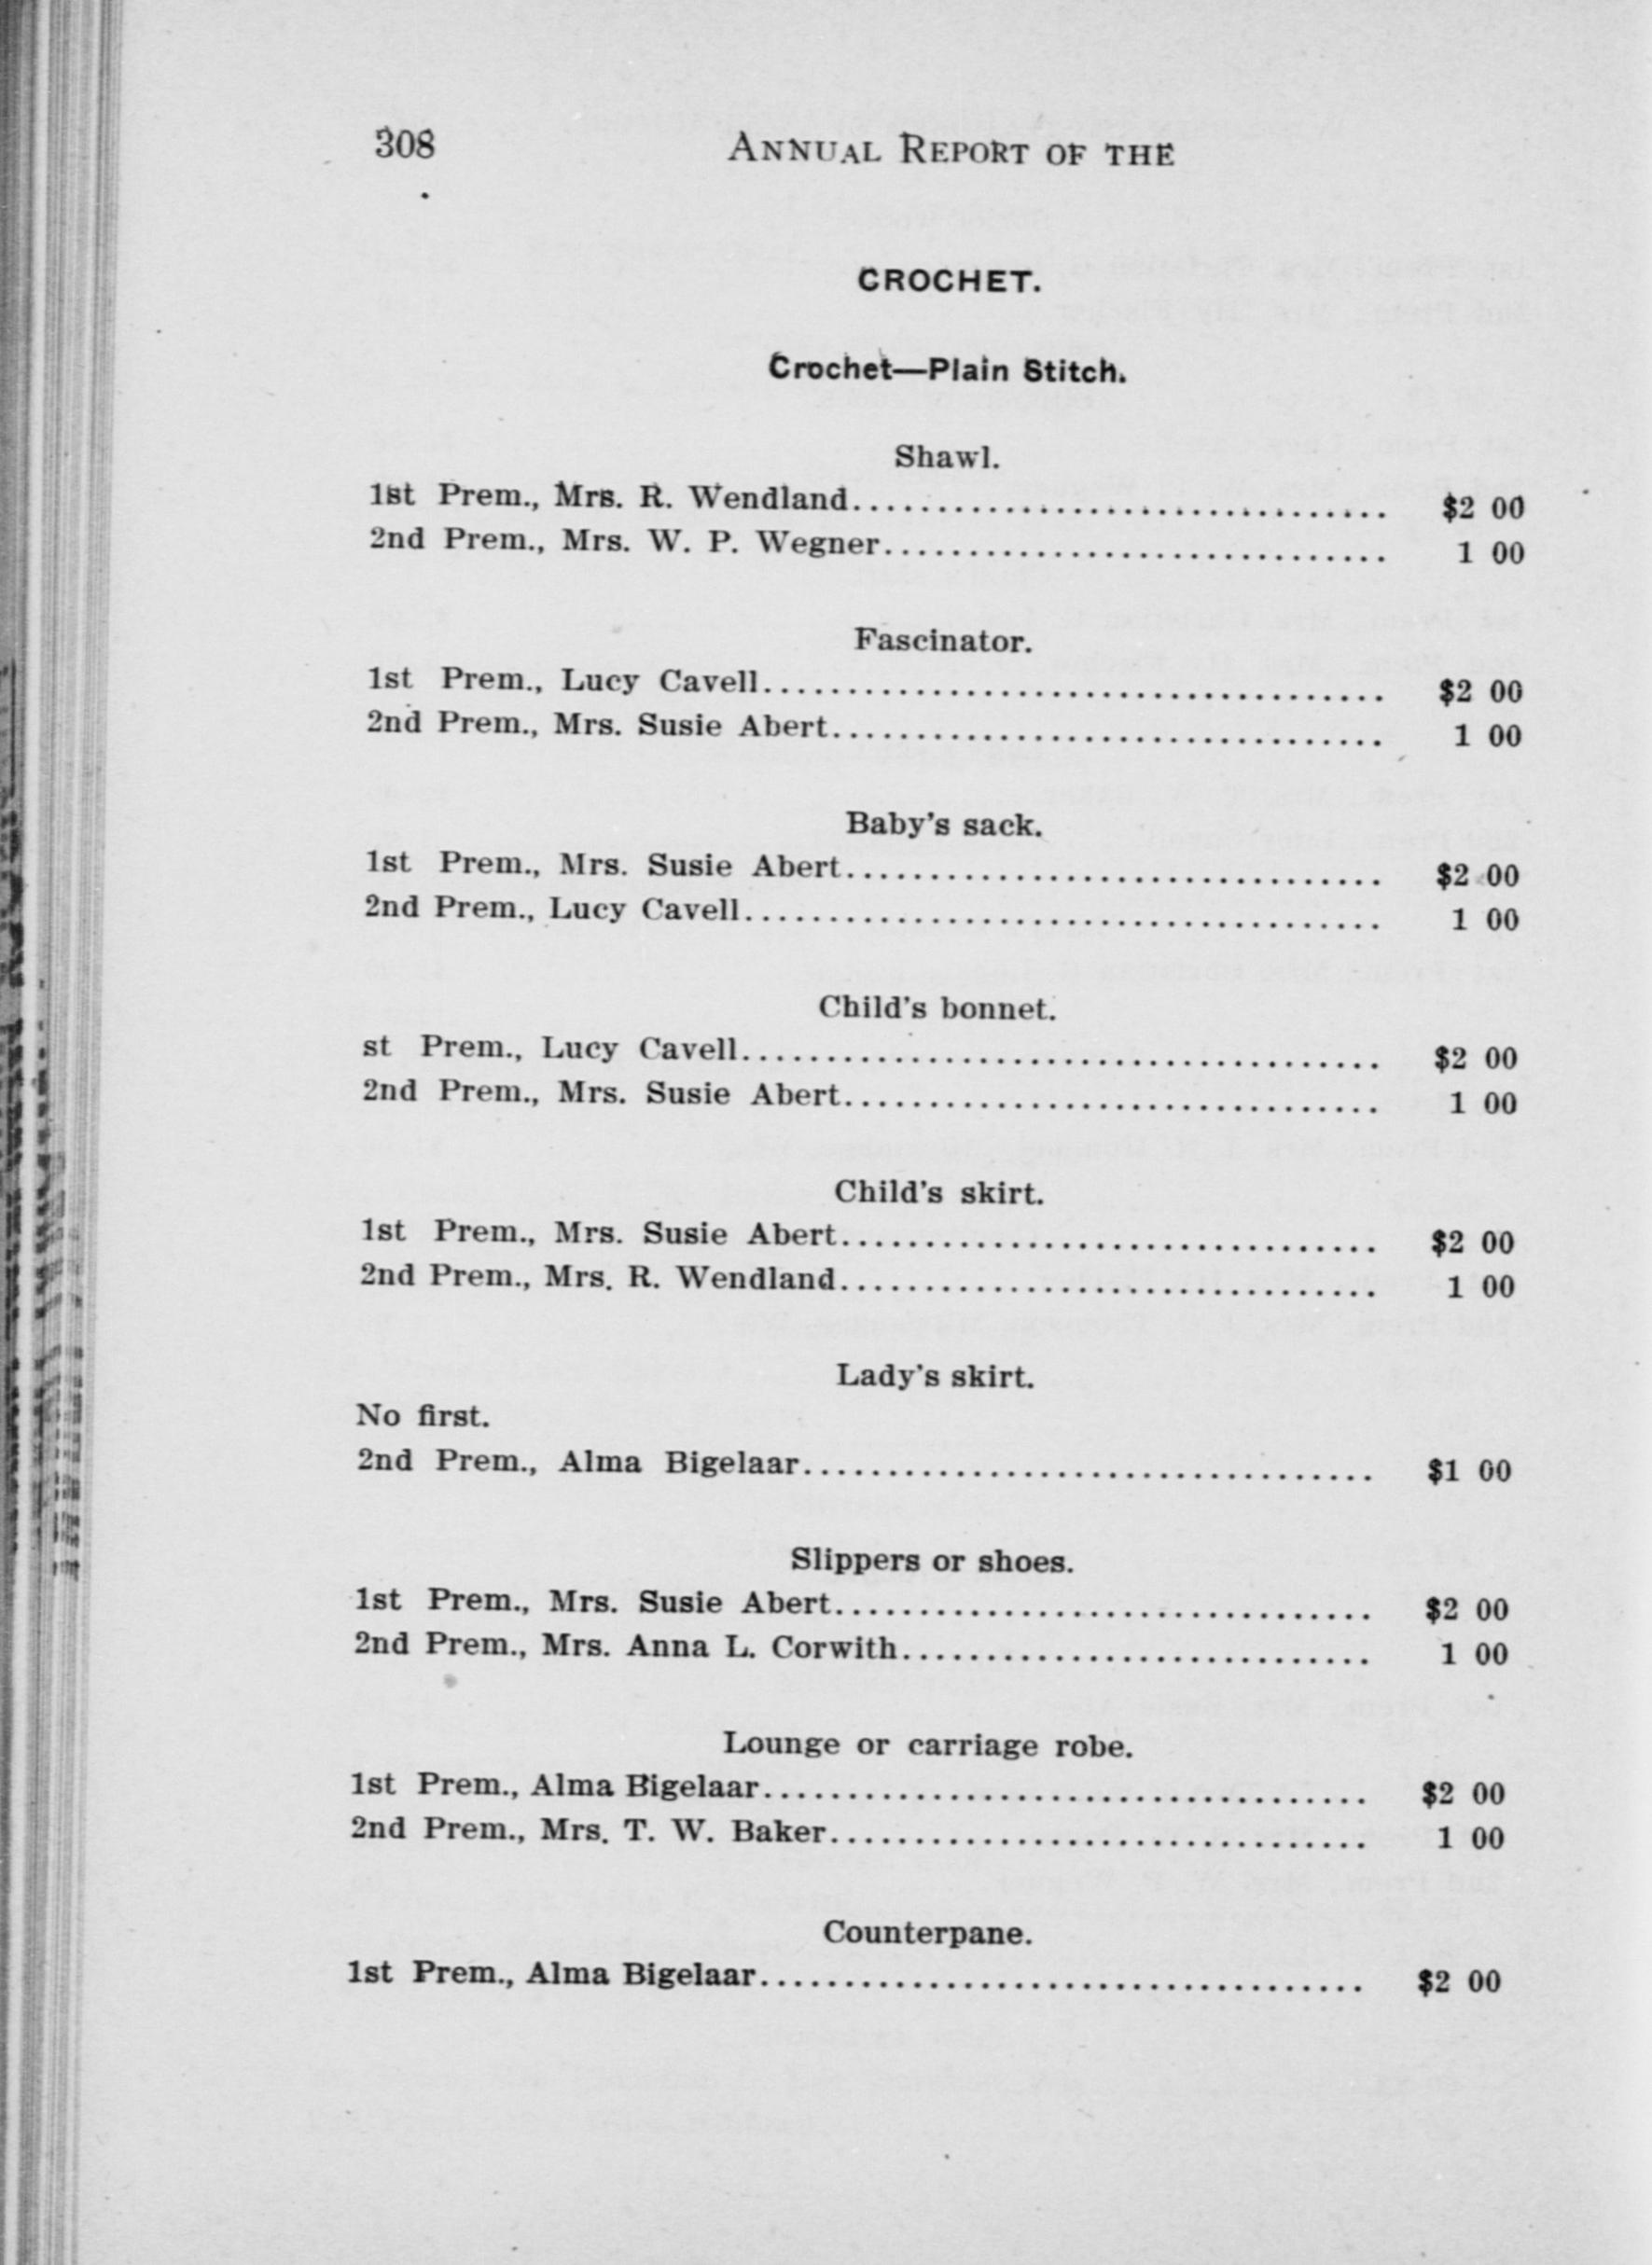 308 ANNUAL REPORT OF THE
CROCHET.
Crochet—Plain Stitch.
Shawl.
1st Prem., Mrs. R. Wendland................................ $2 00
2nd Prem., Mrs. W. P. Wegner.............................. 1 00
Fascinator.
1st Prem., Lucy Cavell..................................... $2 00
2nd Prem., Mrs. Susie Abert................................. 1 00
Baby's sack.
1st Prem., Mrs. Susie Abert................................ $2 00
2nd Prem., Lucy Cavell...................................... 1 00
Child's bonnet.
st Prem., Lucy Cavell...................................... $2 00
2nd Prem., Mrs. Susie Abert................................ 1 00
Child's skirt.
1st Prem., Mrs. Susie Abert................................ $2 00
2nd Prem., Mrs. R. Wendland................................ 1 00
Lady's skirt.
No first.
2nd Prem., Alma Bigelaar.................................. $1 00
Slippers or shoes.
1st Prem., Mrs. Susie Abert................................ $2 00
2nd Prem., Mrs. Anna L. Corwith............................ 1 00
Lounge or carriage robe.
1st Prem., Alma Bigelaar.................................... $2 00
2nd Prem., Mrs. T. W. Baker................................ 1 00
Counterpane.
1st Prem., Alma Bigelaar.................................... $2 00